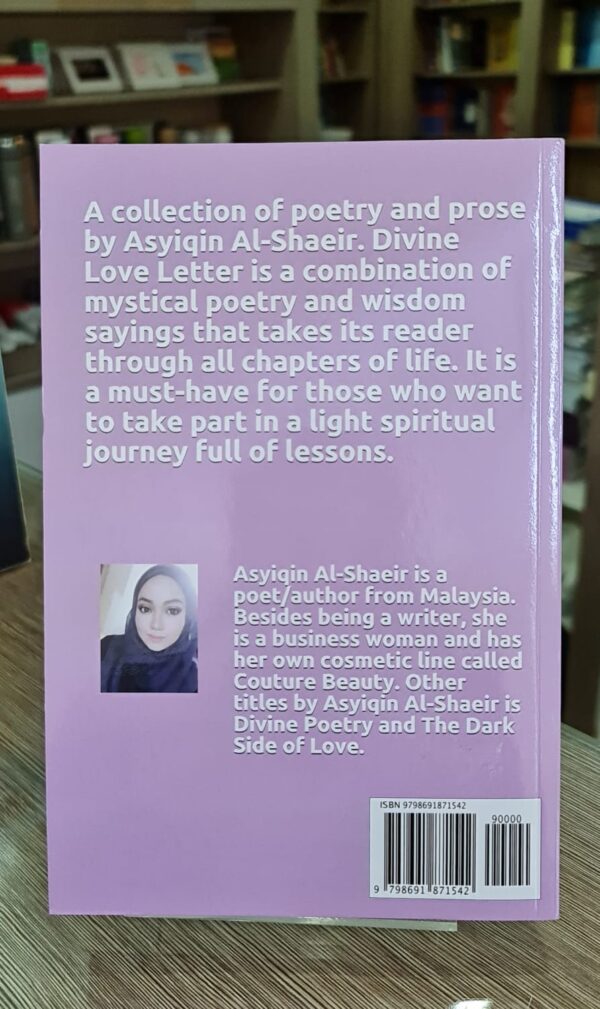 A collection of poetry and prose
by Asyiqin Al-Shaeir. Divine
Love Letter is a combination of
mystical poetry and wisdom
sayings that takes its reader
through all chapters of life. It is
a must-have for those who want
to take part in a light spiritual
journey full of lessons.
Asyiqin Al-Shaeir is a
poet/author from Malaysia.
Besides being a writer, she
is a business woman and has
her own cosmetic line called
Couture Beauty. Other
titles by Asyiqin Al-Shaeir is
Divine Poetry and The Dark
Side of Love.
ISBN 9798691871542
90000
9 798691 871542